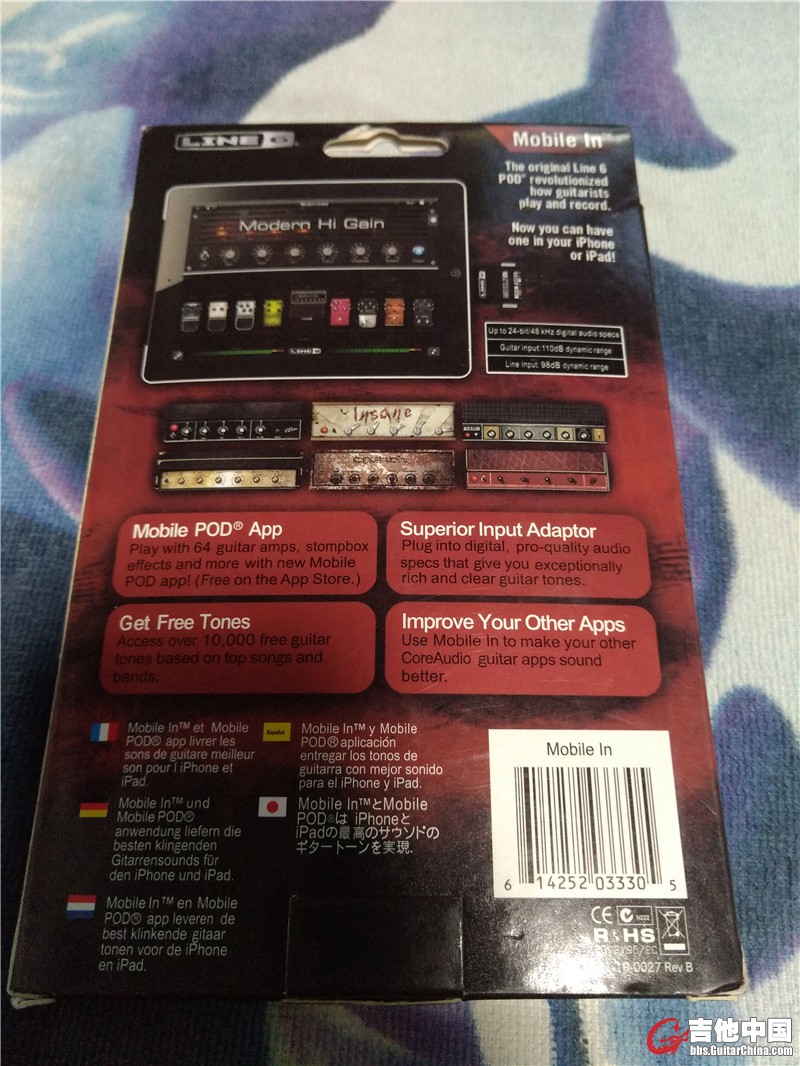 LINE 6
Mobile In™
The original Line 6
POD® revolutionized
how guitarists
play and record.
Now you can have
one in your iPhone
or iPad!
Modern Hi Gain
LINE 6
Up to 24-bit/48 kHz digital audio specs
Guitar input: 110dB dynamic range
Line Input: 98dB dynamic range
Insane
Mobile POD® App
Play with 64 guitar amps, stompbox
effects and more with new Mobile
POD app! (Free on the App Store.)
Superior Input Adaptor
Plug into digital, pro-quality audio
specs that give you exceptionally
rich and clear guitar tones.
Get Free Tones
Access over 10,000 free guitar
tones based on top songs and
bands.
Improve Your Other Apps
Use Mobile In to make your other
CoreAudio guitar apps sound
better.
Mobile In™ et Mobile
POD® app livrer les
sons de guitare meilleur
son pour l iPhone et
iPad.
Español
Mobile In™ y Mobile
POD® aplicación
entregar los tonos de
guitarra con mejor sonido
para el iPhone y iPad.
Mobile In™ und
Mobile POD®
anwendung liefern die
besten klingenden
Gitarrensounds für
den iPhone und iPad.
Mobile In™とMobile
POD®は iPhoneと
iPadの最高のサウンドの
ギタートーンを実現.
Mobile In™ en Mobile
POD® app leveren de
best klinkende gitaar
tonen voor de iPhone
en iPad.
Mobile In
6 14252 03330 5
CE N222
RoHS
0027 Rev B
吉他中国
bbs.GuitarChina.com